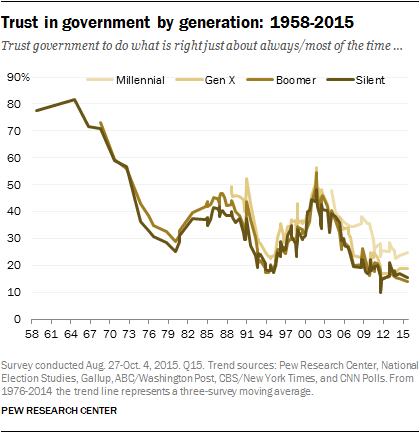 Trust in government by generation: 1958-2015
Trust government to do what is right just about always/most of the time ...
Millennial Gen X Boomer Silent
90%
80
70
60
50
40
30
20
10
0
58 61 64 67 70 73 76 79 82 85 88 91 94 97 00 03 06 09 12 15
Survey conducted Aug. 27-Oct. 4, 2015. Q15. Trend sources: Pew Research Center, National
Election Studies, Gallup, ABC/Washington Post, CBS/New York Times, and CNN Polls. From
1976-2014 the trend line represents a three-survey moving average.
PEW RESEARCH CENTER